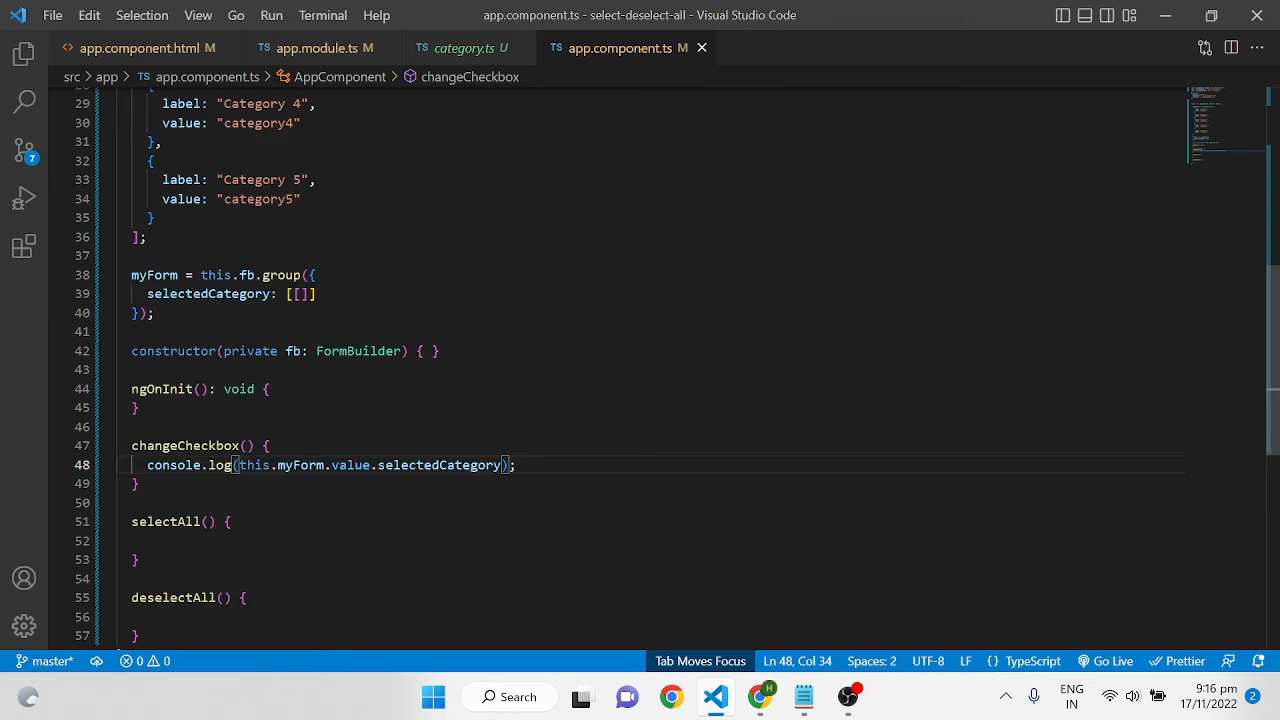 File Edit Selection View Go Run Terminal Help app.component.ts - select-deselect-all - Visual Studio Code
app.component.html M TS app.module.ts M TS category.ts U TS app.component.ts M
src > app > TS app.component.ts > AppComponent > changeCheckbox
29 label: "Category 4",
30 value: "category4"
31 },
32 {
33 label: "Category 5",
34 value: "category5"
35 }
36 ];
37
38 myForm = this.fb.group({
39 selectedCategory: [[]]
40 });
41
42 constructor(private fb: FormBuilder) { }
43
44 ngOnInit(): void {
45 }
46
47 changeCheckbox() {
48 console.log(this.myForm.value.selectedCategory);
49 }
50
51 selectAll() {
52
53 }
54
55 deselectAll() {
56
57 }
7
master* 0 0 Tab Moves Focus Ln 48, Col 34 Spaces: 2 UTF-8 LF {} TypeScript Go Live Prettier
Search H ENG IN 9:16 pm 17/11/2022 2